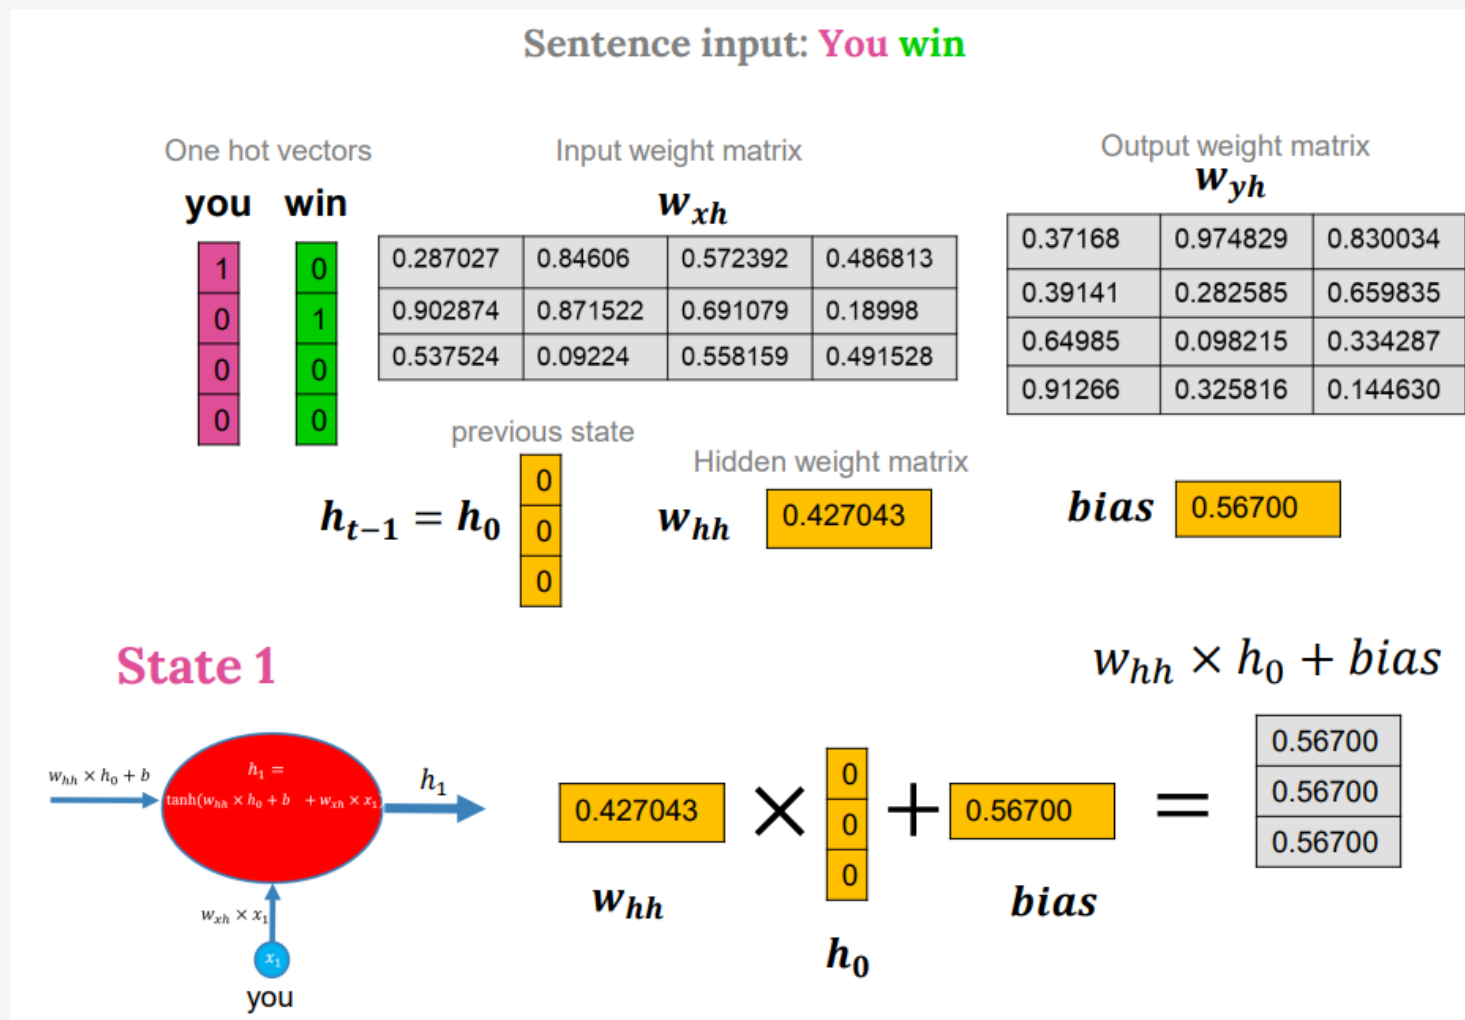 Sentence input: You win
One hot vectors
you win
1 0
0 1
0 0
0 0
Input weight matrix
w_xh
0.287027 0.84606 0.572392 0.486813
0.902874 0.871522 0.691079 0.18998
0.537524 0.09224 0.558159 0.491528
Output weight matrix
w_yh
0.37168 0.974829 0.830034
0.39141 0.282585 0.659835
0.64985 0.098215 0.334287
0.91266 0.325816 0.144630
previous state
h_{t−1} = h_0
0
0
0
Hidden weight matrix
w_hh 0.427043
bias 0.56700
State 1
w_hh × h_0 + b
h_1 =
tanh(w_hh × h_0 + b + w_xh × x_1)
h_1
w_xh × x_1
x_1
you
w_hh × h_0 + bias
0.427043 ×
0
0
0
+ 0.56700 =
0.56700
0.56700
0.56700
w_hh
h_0
bias